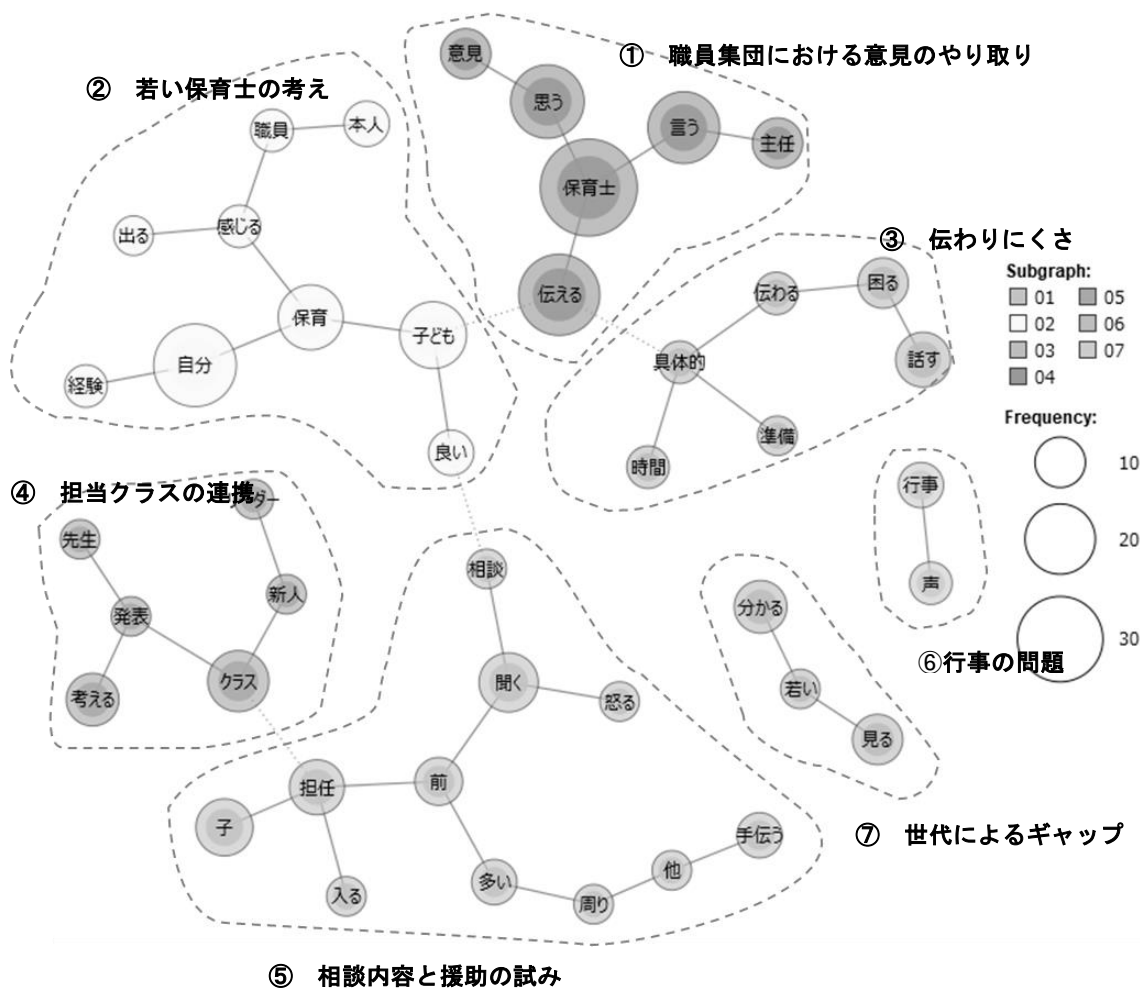 ① 職員集団における意見のやり取り
意見
思う
言う
主任
保育士
伝える
② 若い保育士の考え
職員
本人
出る
感じる
保育
子ども
自分
経験
良い
③ 伝わりにくさ
伝わる
困る
話す
具体的
準備
時間
Subgraph:
01 05
02 06
03 07
04
Frequency:
10
20
30
④ 担当クラスの連携
先生
新人
発表
考える
クラス
相談
聞く
怒る
担任
前
子
入る
多い
周り
他
手伝う
⑤ 相談内容と援助の試み
行事
声
⑥行事の問題
分かる
若い
見る
⑦ 世代によるギャップ